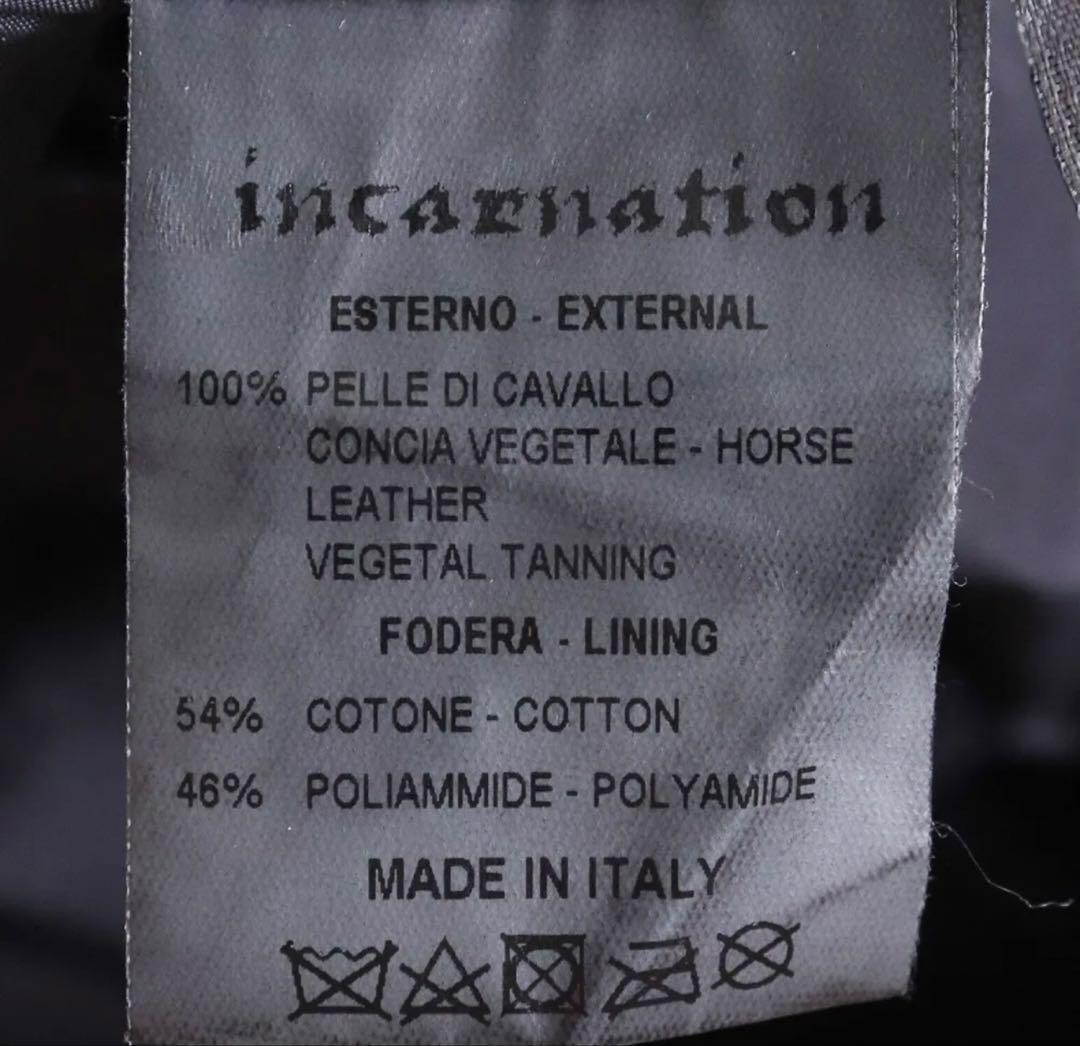 incarnation
ESTERNO - EXTERNAL
100% PELLE DI CAVALLO
CONCIA VEGETALE - HORSE
LEATHER
VEGETAL TANNING
FODERA - LINING
54% COTONE - COTTON
46% POLIAMMIDE - POLYAMIDE
MADE IN ITALY